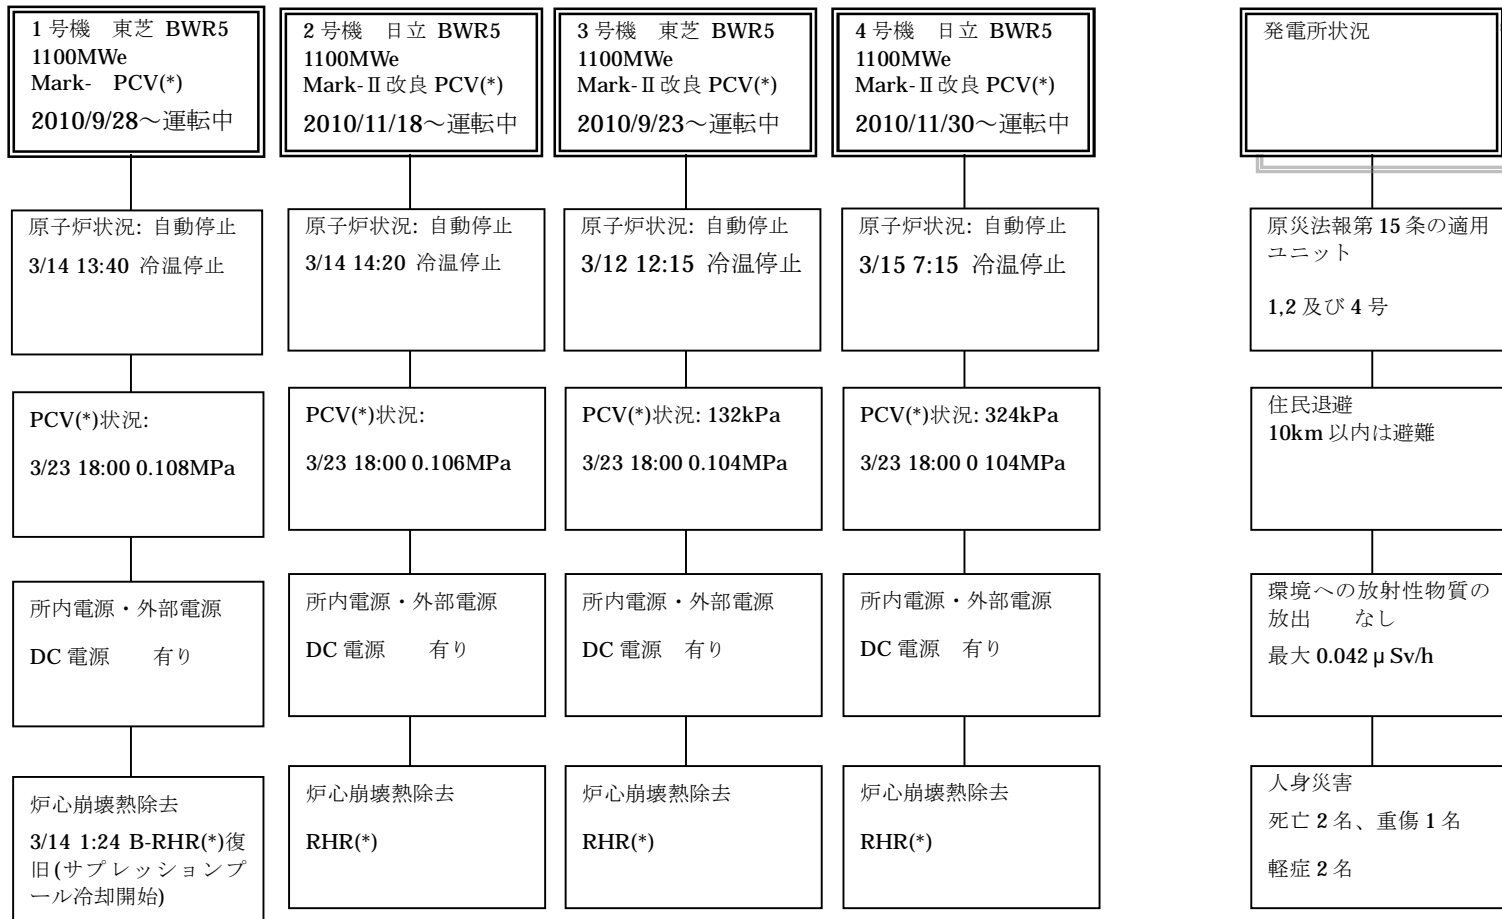 1 号機　東芝 BWR5
1100MWe
Mark-　PCV(*)
2010/9/28～運転中
原子炉状況: 自動停止
3/14 13:40 冷温停止
PCV(*)状況:
3/23 18:00 0.108MPa
所内電源・外部電源
DC 電源　　有り
炉心崩壊熱除去
3/14 1:24 B-RHR(*)復
旧(サプレッションプ
ール冷却開始)
2 号機　日立 BWR5
1100MWe
Mark-Ⅱ改良 PCV(*)
2010/11/18～運転中
原子炉状況: 自動停止
3/14 14:20 冷温停止
PCV(*)状況:
3/23 18:00 0.106MPa
所内電源・外部電源
DC 電源　　有り
炉心崩壊熱除去
RHR(*)
3 号機　東芝 BWR5
1100MWe
Mark-Ⅱ改良 PCV(*)
2010/9/23～運転中
原子炉状況: 自動停止
3/12 12:15 冷温停止
PCV(*)状況: 132kPa
3/23 18:00 0.104MPa
所内電源・外部電源
DC 電源　有り
炉心崩壊熱除去
RHR(*)
4 号機　日立 BWR5
1100MWe
Mark-Ⅱ改良 PCV(*)
2010/11/30～運転中
原子炉状況: 自動停止
3/15 7:15 冷温停止
PCV(*)状況: 324kPa
3/23 18:00 0 104MPa
所内電源・外部電源
DC 電源　有り
炉心崩壊熱除去
RHR(*)
発電所状況
原災法報第 15 条の適用
ユニット
1,2 及び 4 号
住民退避
10km 以内は避難
環境への放射性物質の
放出　　なし
最大 0.042 μ Sv/h
人身災害
死亡 2 名、重傷 1 名
軽症 2 名